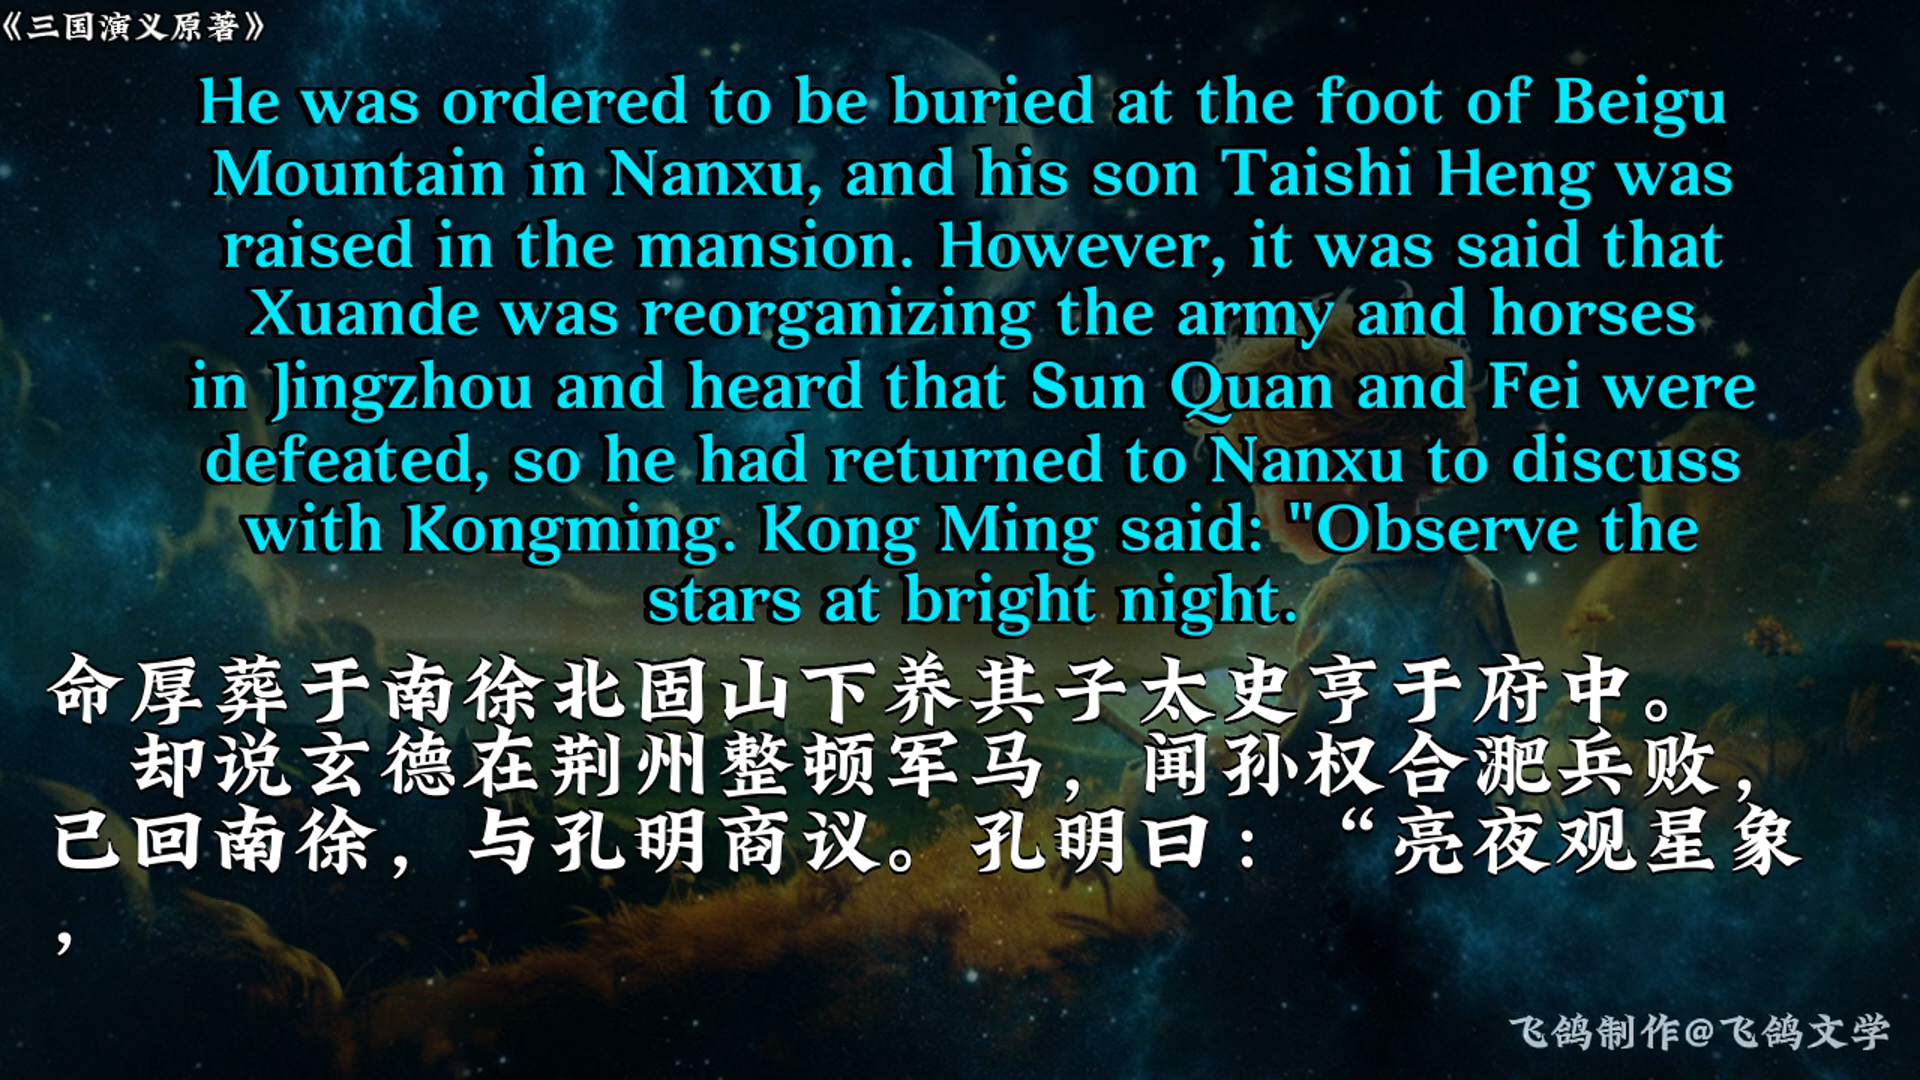 《三国演义原著》
He was ordered to be buried at the foot of Beigu
Mountain in Nanxu, and his son Taishi Heng was
raised in the mansion. However, it was said that
Xuande was reorganizing the army and horses
in Jingzhou and heard that Sun Quan and Fei were
defeated, so he had returned to Nanxu to discuss
with Kongming. Kong Ming said: "Observe the
stars at bright night.
命厚葬于南徐北固山下养其子太史亨于府中。
却说玄德在荆州整顿军马，闻孙权合淝兵败，
已回南徐，与孔明商议。孔明曰：“亮夜观星象
，
飞鸽制作@飞鸽文学